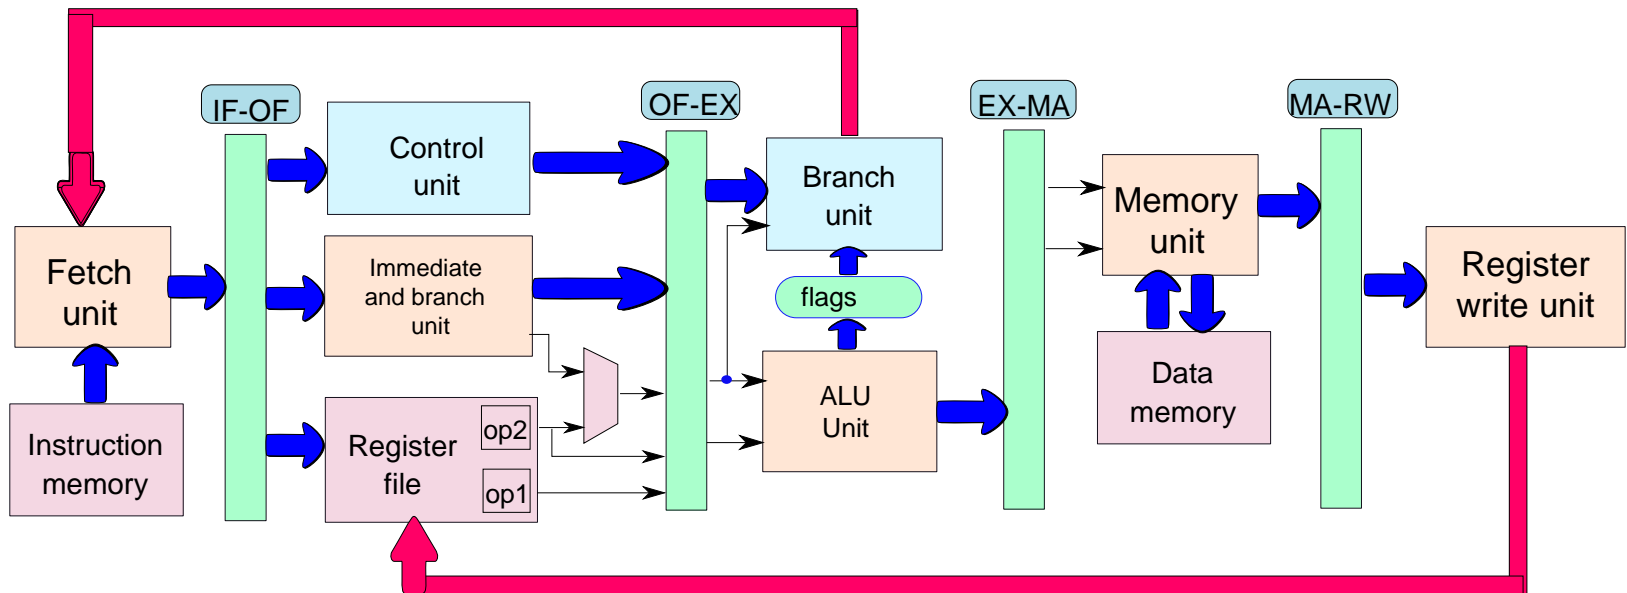 IF-OF
OF-EX
EX-MA
MA-RW
Control
unit
Branch
unit
Memory
unit
Fetch
unit
Immediate
and branch
unit
flags
Register
write unit
ALU
Unit
Data
memory
Instruction
memory
Register
file
op2
op1